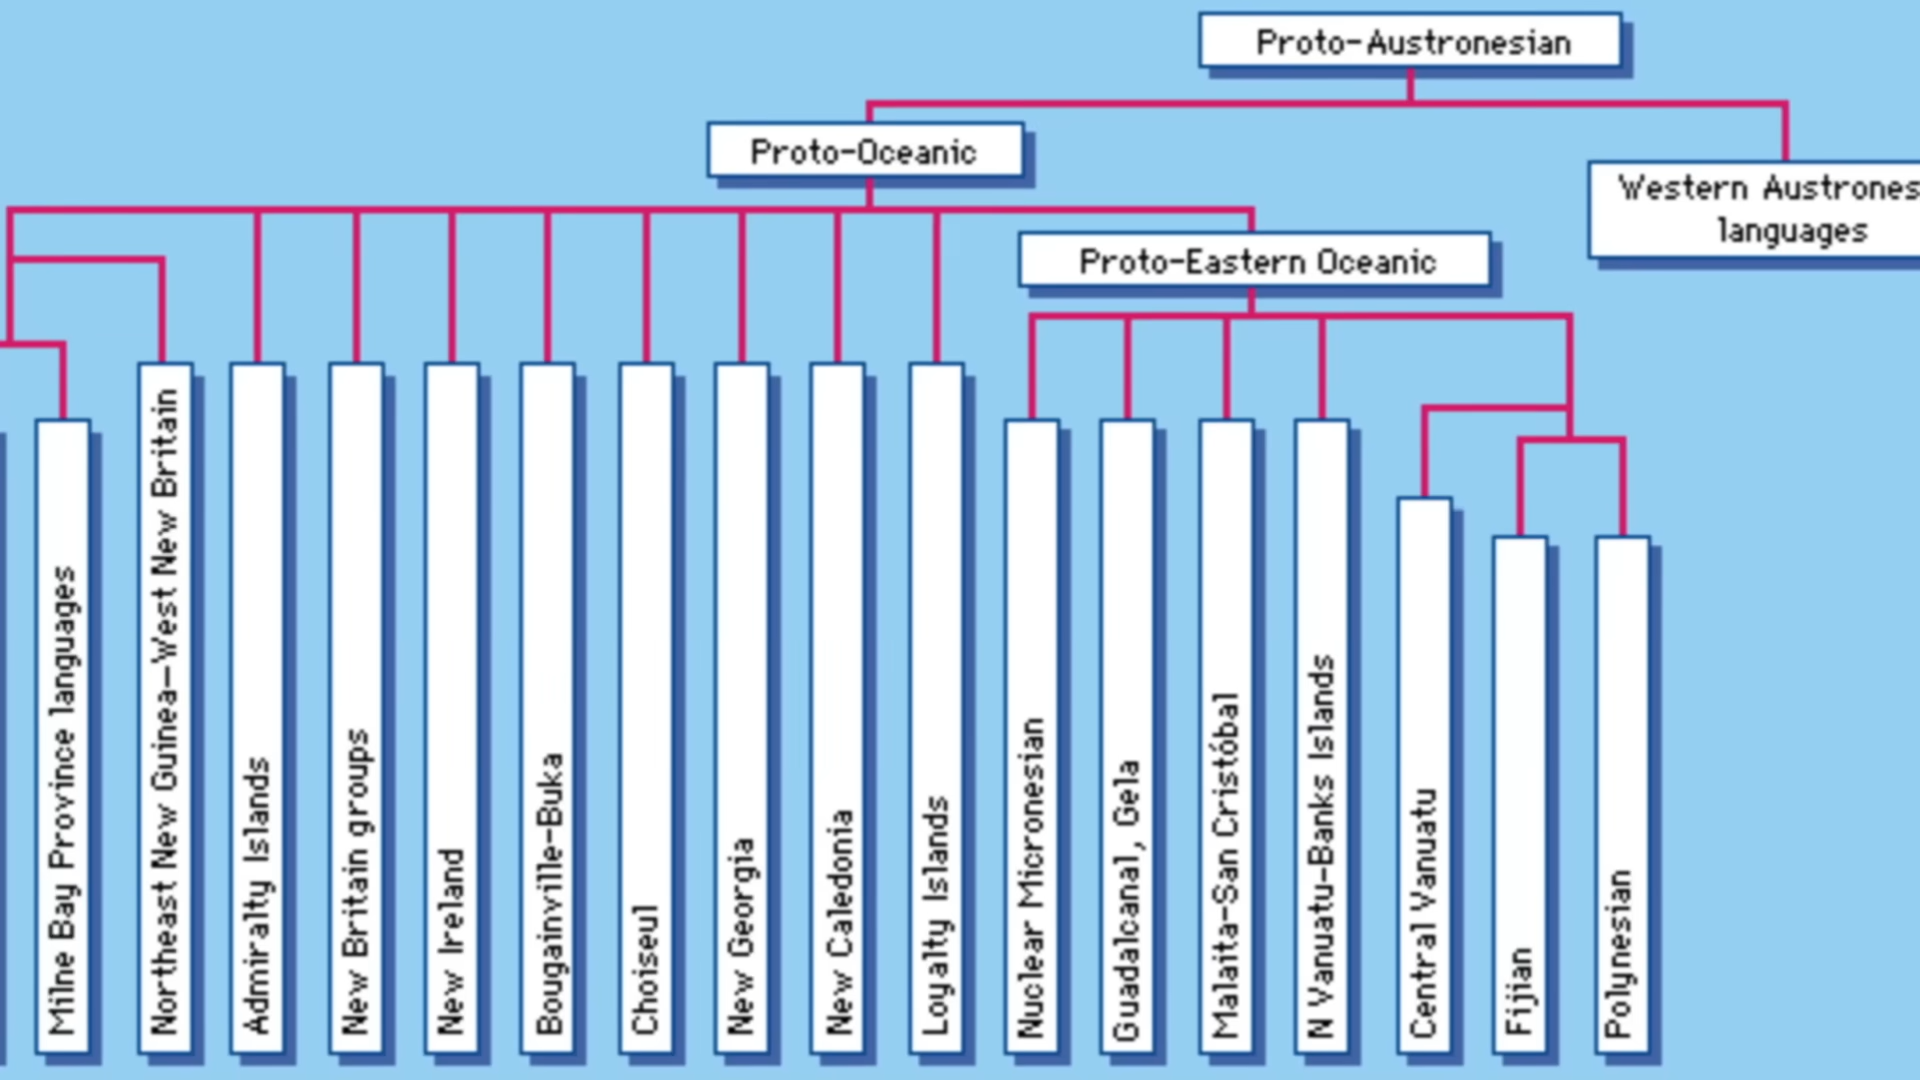 Proto-Austronesian
Proto-Oceanic
Western Austrones
languages
Proto-Eastern Oceanic
Milne Bay Province languages
Northeast New Guinea-West New Britain
Admiralty Islands
New Britain groups
New Ireland
Bougainville-Buka
Choiseul
New Georgia
New Caledonia
Loyalty Islands
Nuclear Micronesian
Guadalcanal, Gela
Malaita-San Cristóbal
N Vanuatu-Banks Islands
Central Vanuatu
Fijian
Polynesian